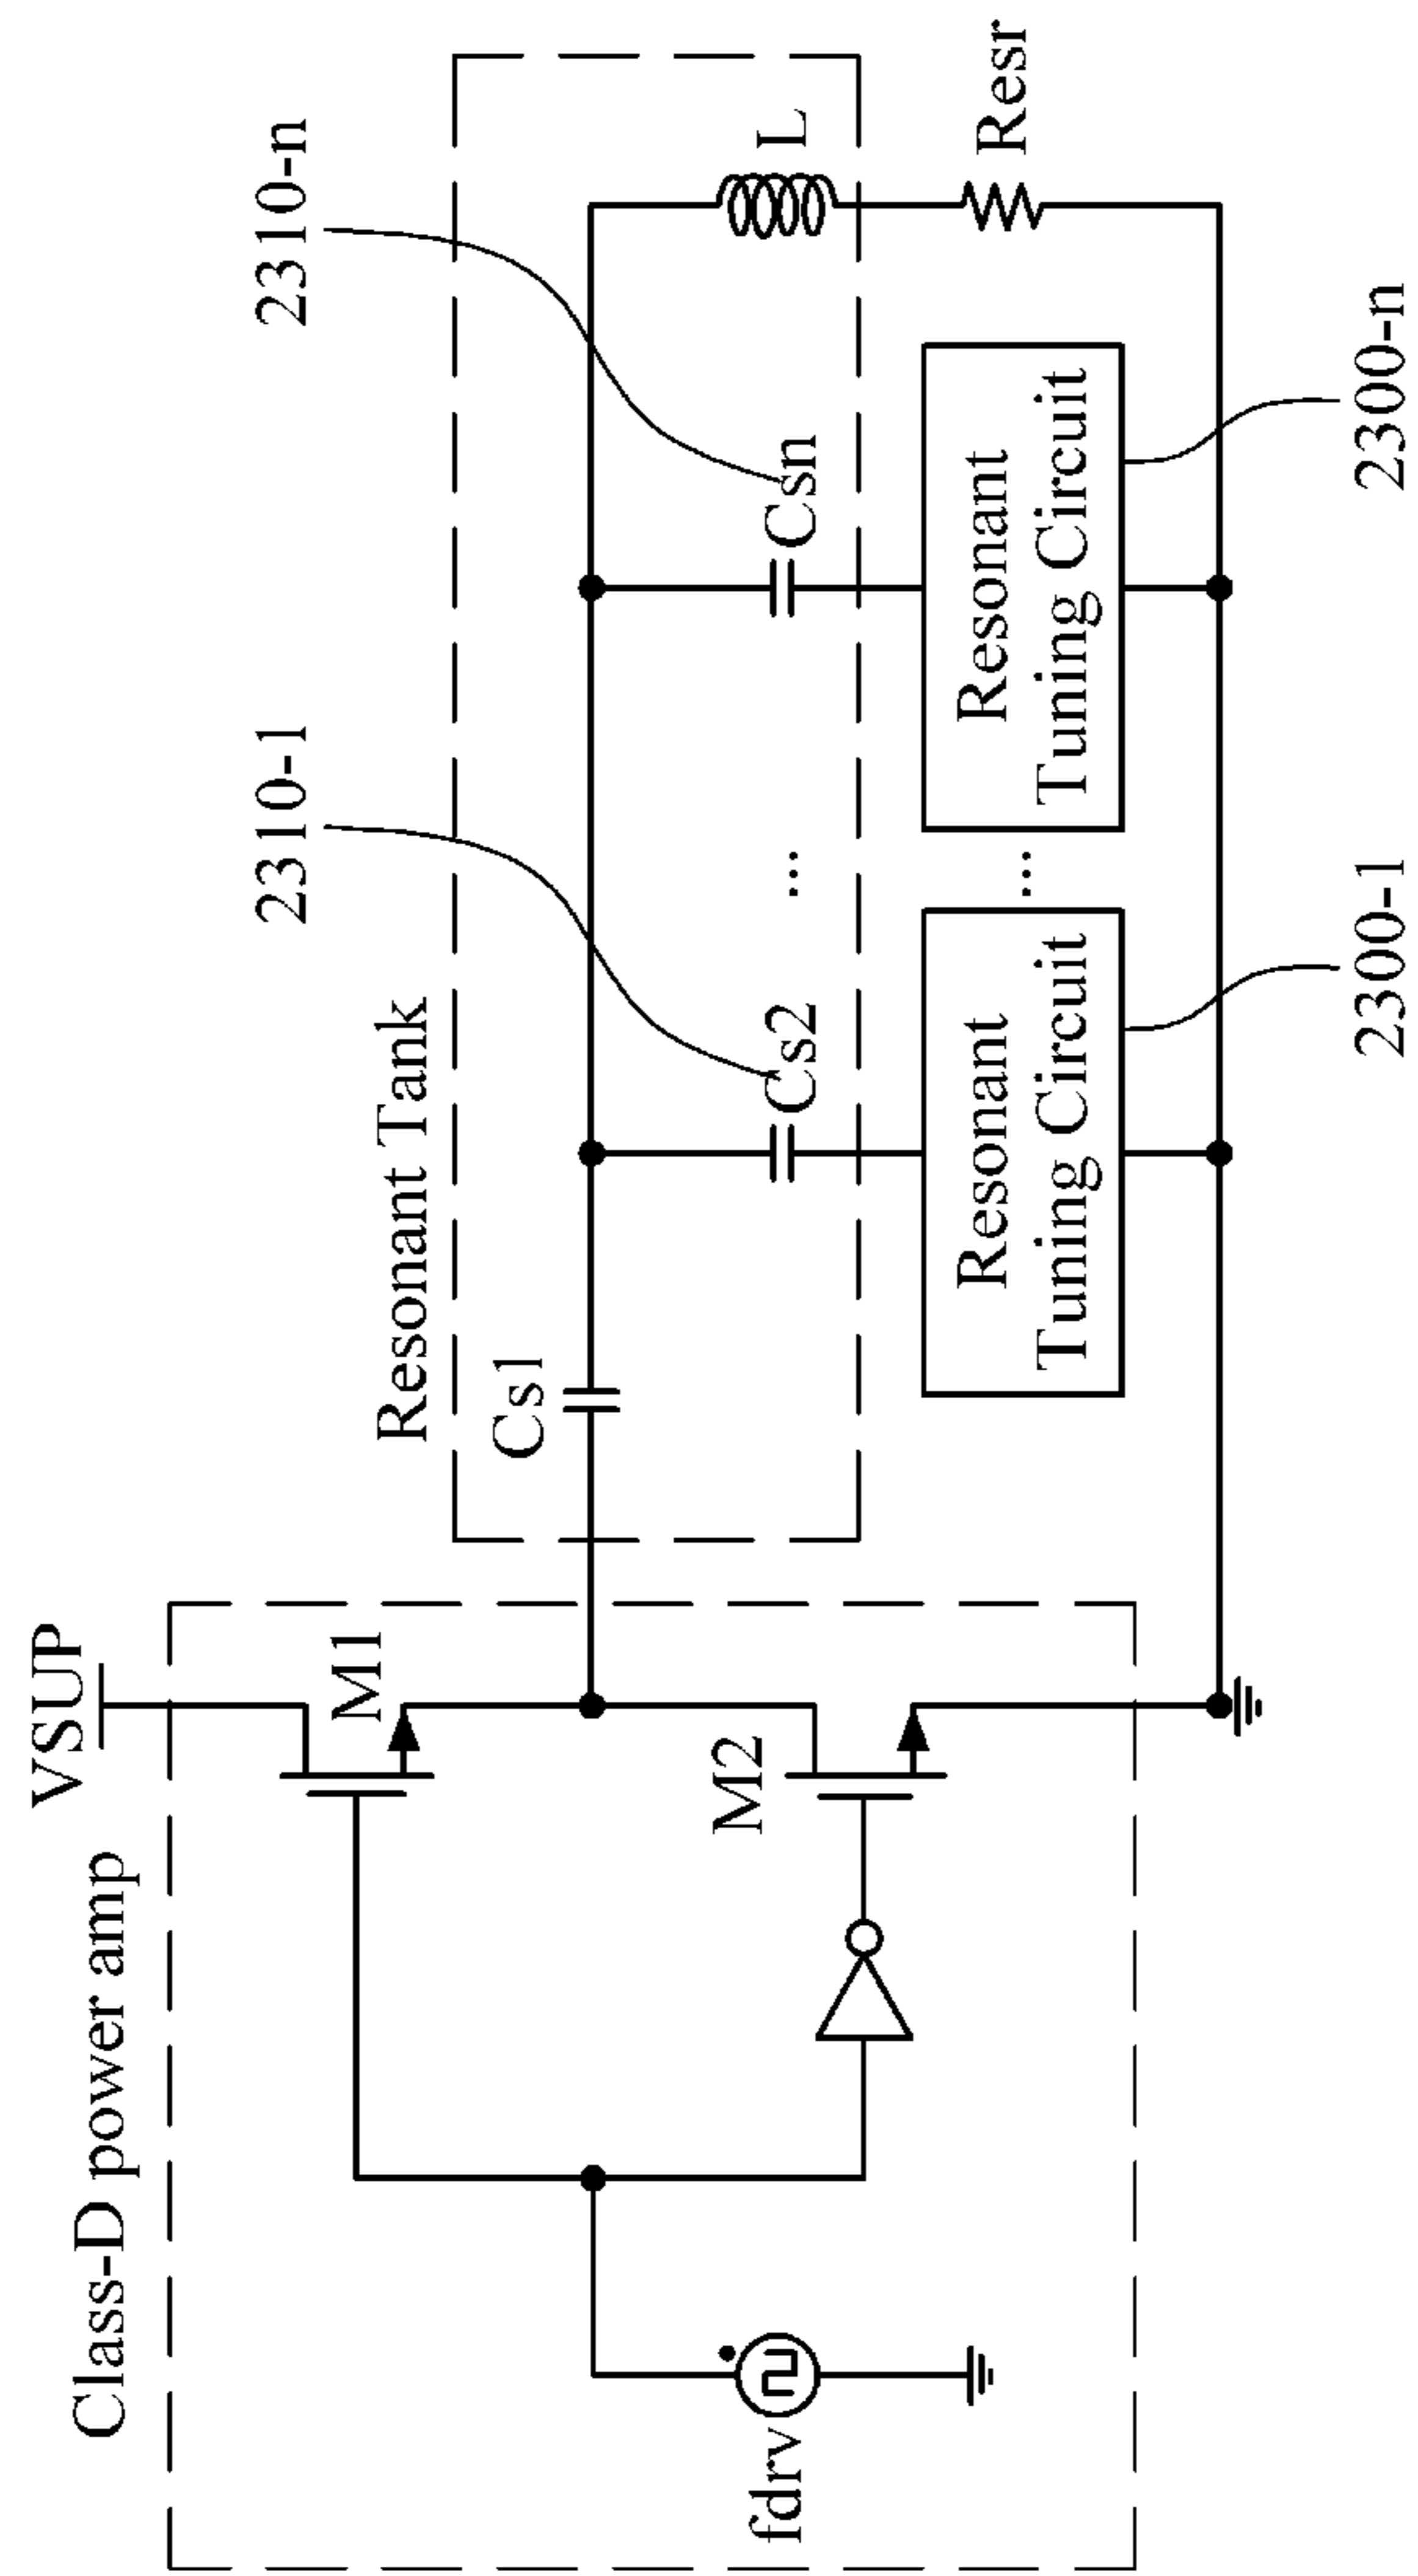 Class-D power amp
VSUP
M1
M2
fdrv
Resonant Tank
Cs1
2310-1
2310-n
Cs2
...
Csn
L
Resr
Resonant
Tuning Circuit
...
Resonant
Tuning Circuit
2300-1
2300-n